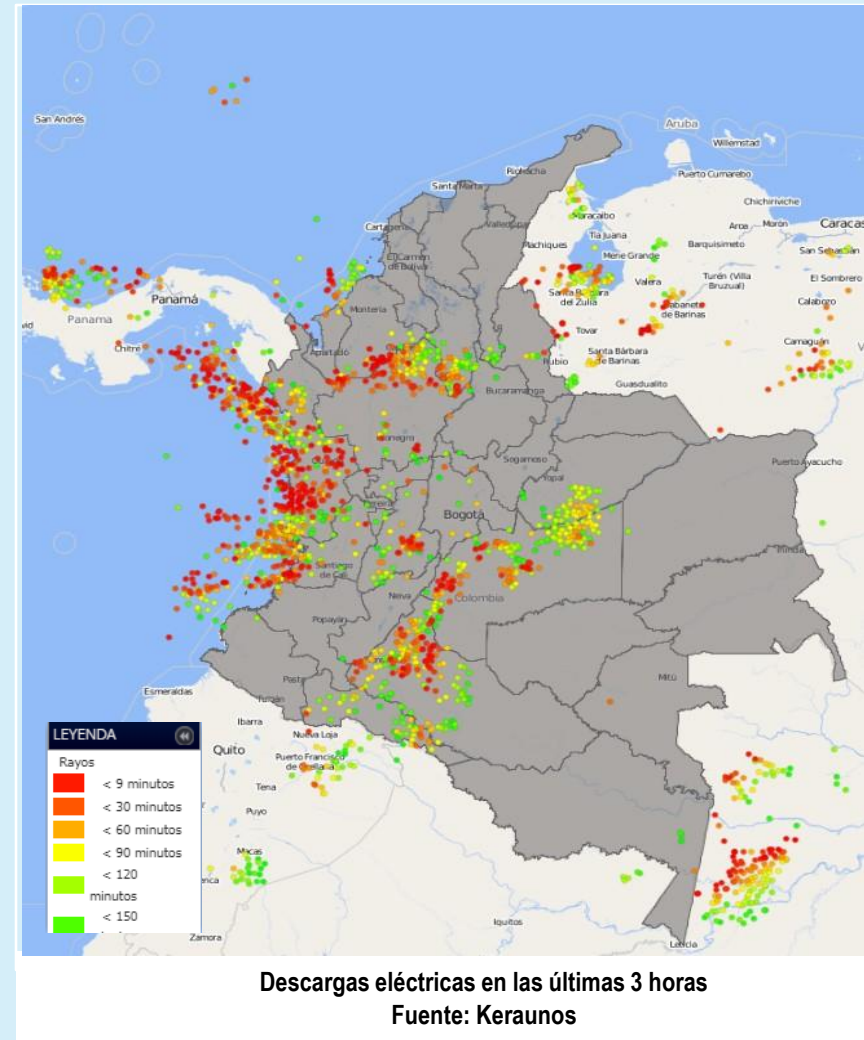 San Andrés
Aruba
Willemstad
Riohacha
Puerto Cumarebo
Santa Marta
Chichiriviche
Maracaibo
Cartagena
Valledupar
Aroa
Morón
Caracas
Tia Juana
Machiques
Mene Grande
Barquisimeto
San Sebastián
El Carmen
de Bolívar
Valera
Turén (Villa
Bruzual)
El Sombrero
Panamá
Santa Bárbara
del Zulia
Sabaneta
de Barinas
Calabozo
Montería
Panama
Tovar
Camaguán
Chitré
Apartadó
Rubio
Santa Bárbara
de Barinas
Guasdualito
Bucaramanga
Sogamoso
Puerto Ayacucho
Yopal
Pereira
Bogotá
Inírida
Santiago
de Cali
Neiva
Colombia
Popayán
Mitú
Pasto
Esmeraldas
Ibarra
Nueva Loja
LEYENDA
Rayos
< 9 minutos
< 30 minutos
< 60 minutos
< 90 minutos
< 120
minutos
< 150
Quito
Puerto Francisco
de Orellana
Tena
Puyo
Macas
Zamora
Iquitos
Leticia
Descargas eléctricas en las últimas 3 horas
Fuente: Keraunos